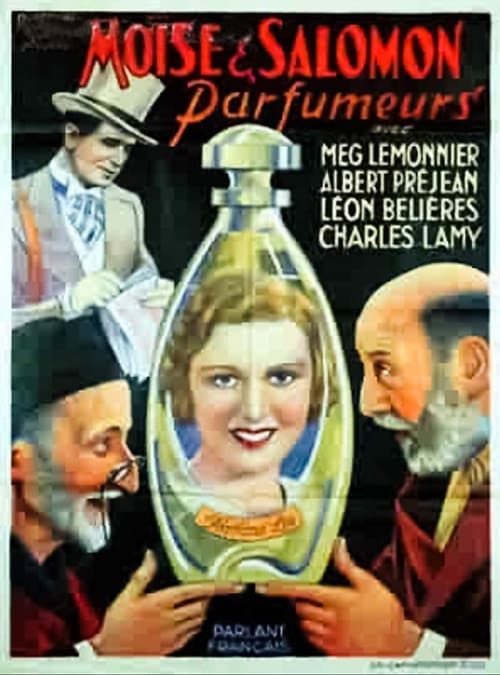 MOÏSE & SALOMON
Parfumeurs
AVEC
MEG LEMONNIER
ALBERT PRÉJEAN
LÉON BELIÈRES
CHARLES LAMY
PARLANT
FRANÇAIS